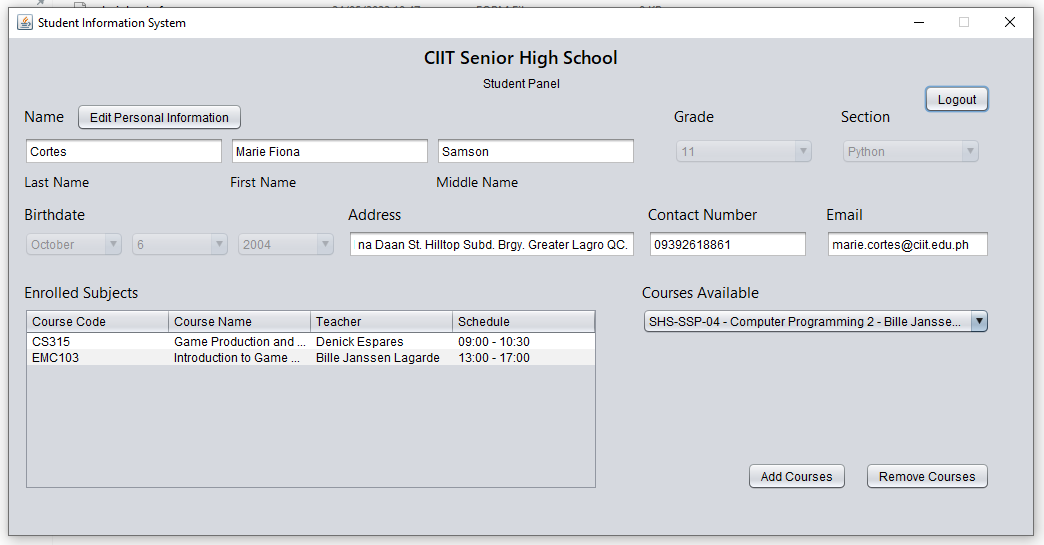 Student Information System
CIIT Senior High School
Student Panel
Logout
Name Edit Personal Information Grade Section
Cortes Marie Fiona Samson 11 Python
Last Name First Name Middle Name
Birthdate Address Contact Number Email
October 6 2004 na Daan St. Hilltop Subd. Brgy. Greater Lagro QC. 09392618861 marie.cortes@ciit.edu.ph
Enrolled Subjects Courses Available
Course Code Course Name Teacher Schedule SHS-SSP-04 - Computer Programming 2 - Bille Jansse...
CS315 Game Production and ... Denick Espares 09:00 - 10:30
EMC103 Introduction to Game ... Bille Janssen Lagarde 13:00 - 17:00
Add Courses Remove Courses